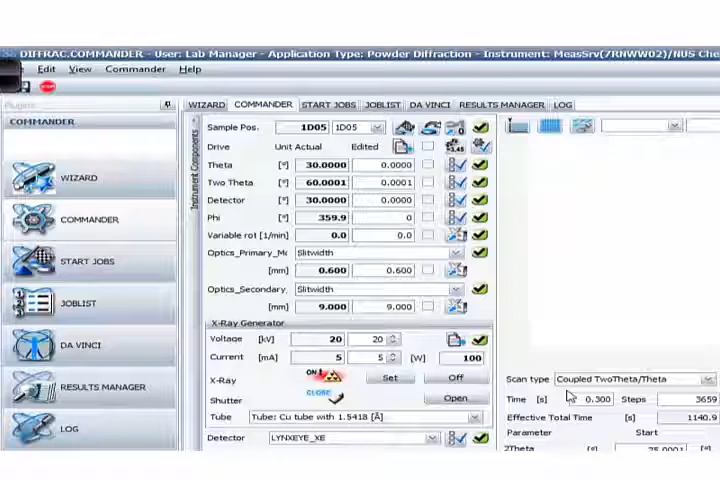 DIFFRAC.COMMANDER - User: Lab Manager - Application Type: Powder Diffraction - Instrument: MeasSrv(7RNWW02)/NUS Che
Edit View Commander Help
Plugins
COMMANDER
WIZARD
COMMANDER
START JOBS
JOBLIST
DA VINCI
RESULTS MANAGER
LOG
WIZARD COMMANDER START JOBS JOBLIST DA VINCI RESULTS MANAGER LOG
Instrument Components
Sample Pos. 1D05 1D05
Drive Unit Actual Edited
Theta [°] 30.0000 0.0000
Two Theta [°] 60.0001 0.0001
Detector [°] 30.0000 0.0000
Phi [°] 359.9 0
Variable rot [1/min] 0.0 0.0
Optics_Primary_Mo Slitwidth
[mm] 0.600 0.600
Optics_Secondary_ Slitwidth
[mm] 9.000 9.000
X-Ray Generator
Voltage [kV] 20 20
Current [mA] 5 5 [W] 100
X-Ray ON Set Off
Shutter CLOSE Open
Tube Tube: Cu tube with 1.5418 [Å]
Detector LYNXEYE_XE
Scan type Coupled TwoTheta/Theta
Time [s] 0.300 Steps 3659
Effective Total Time [s] 1140.9
Parameter Start
2Theta 25.0001